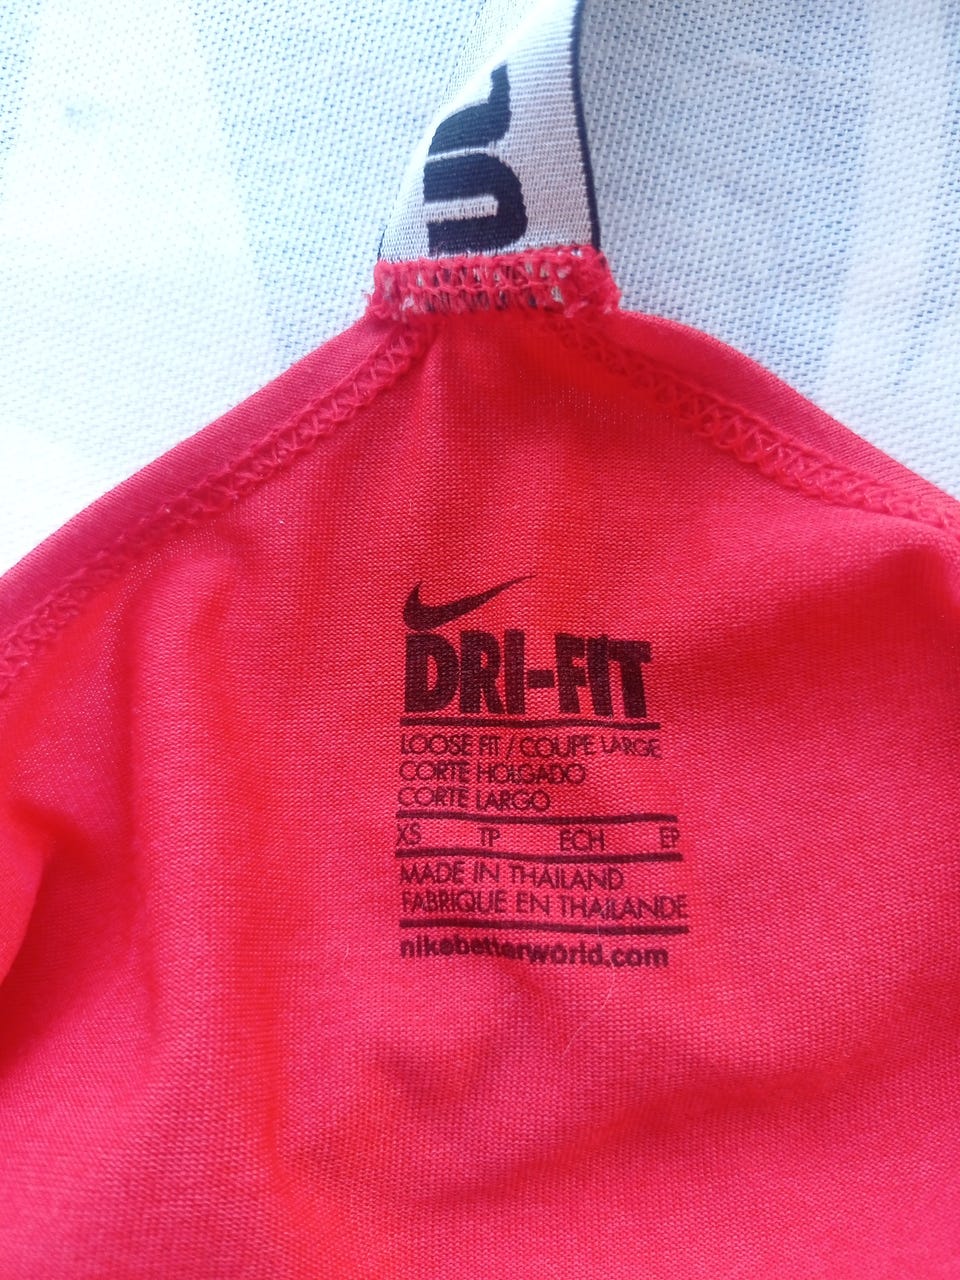 DRI-FIT
LOOSE FIT / COUPE LARGE
CORTE HOLGADO
CORTE LARGO
XS TP ECH EP
MADE IN THAILAND
FABRIQUE EN THAILANDE
nikebetterworld.com